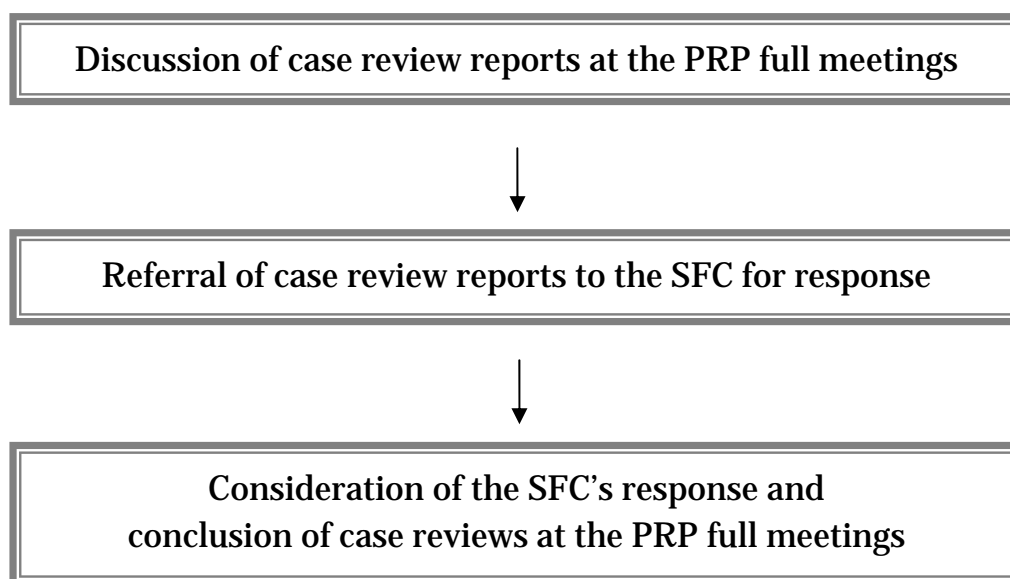 Discussion of case review reports at the PRP full meetings
Referral of case review reports to the SFC for response
Consideration of the SFC’s response and
conclusion of case reviews at the PRP full meetings